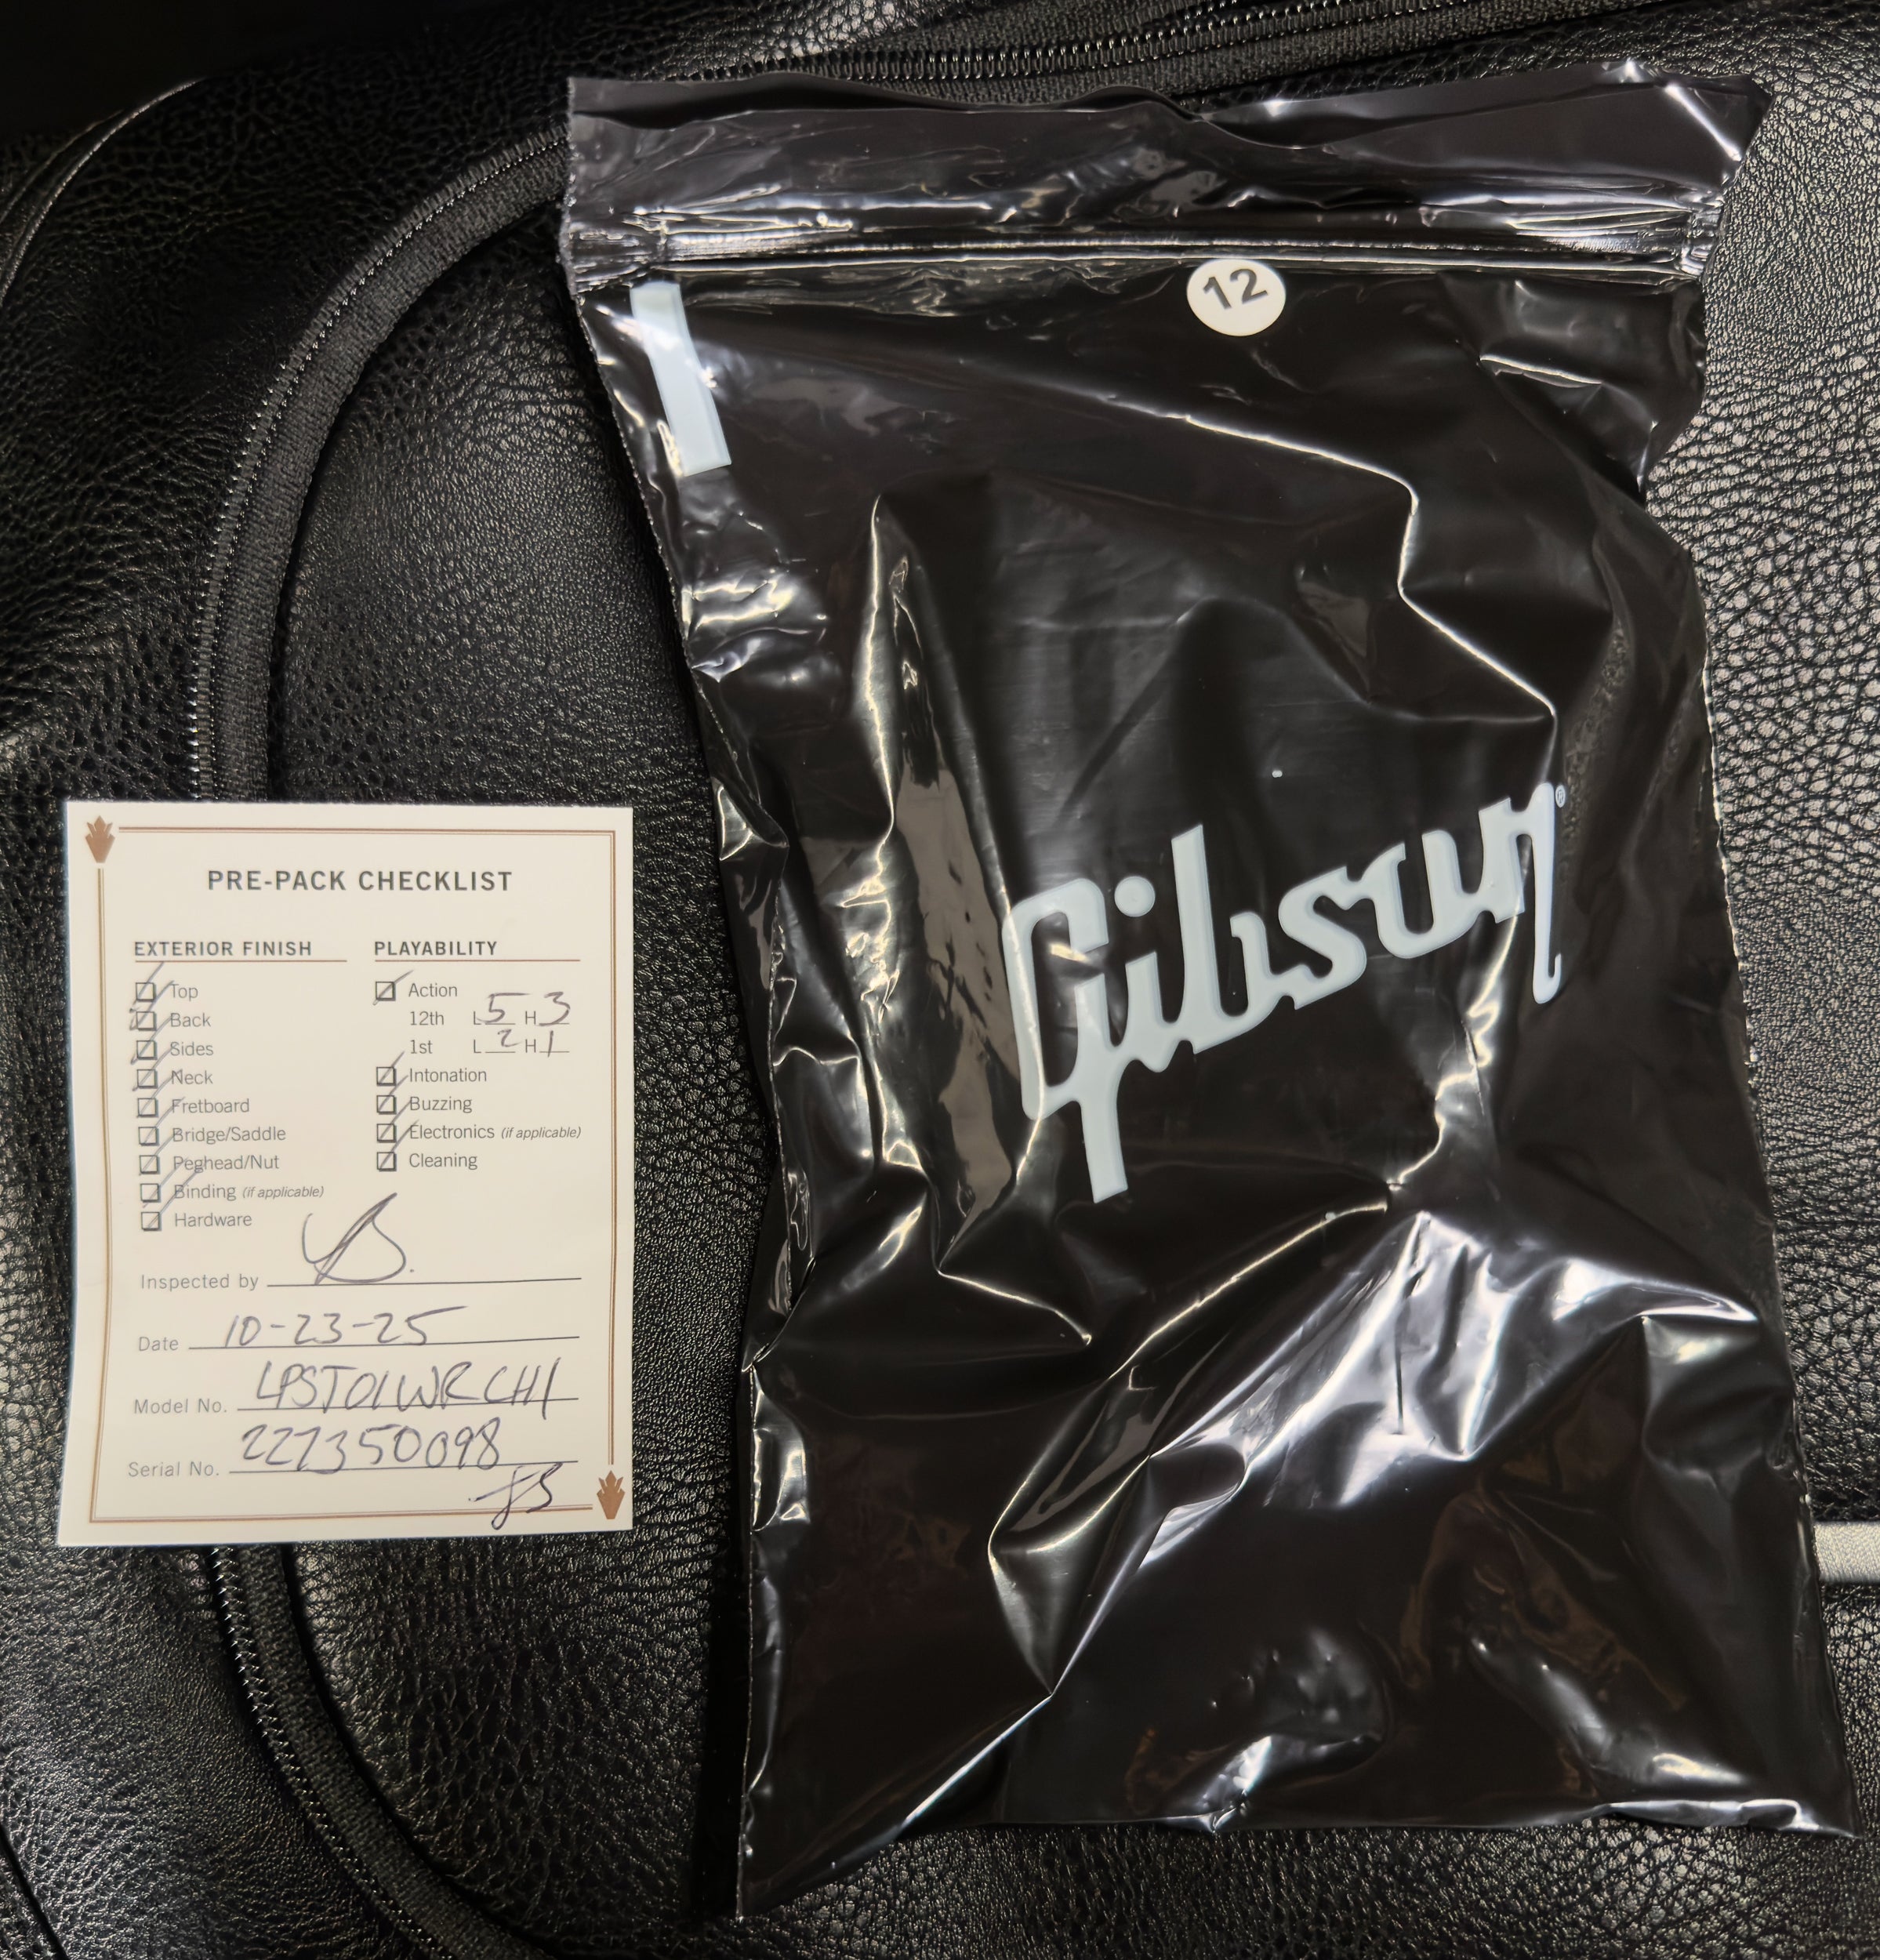 PRE-PACK CHECKLIST
EXTERIOR FINISH
Top
Back
Sides
Neck
Fretboard
Bridge/Saddle
Peghead/Nut
Binding (if applicable)
Hardware
PLAYABILITY
Action
12th L 5 H 3
1st L 2 H 1
Intonation
Buzzing
Electronics (if applicable)
Cleaning
Inspected by
Date 10-23-25
Model No. LPST01WRCH1
Serial No. 227350098
12
Gibson®